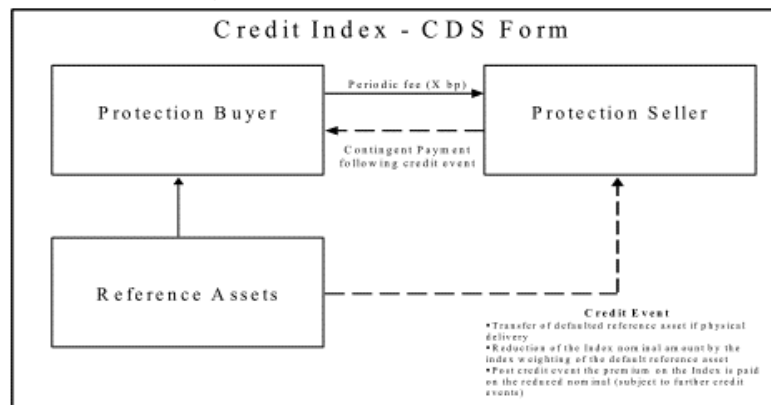 Credit Index - CDS Form
Protection Buyer
Periodic fee (X bp)
Protection Seller
Contingent Payment
following credit event
Reference Assets
Credit Event
▪Transfer of defaulted reference asset if physical
delivery
▪Reduction of the Index nominal amount by the
index weighting of the default reference asset
▪Post credit event the premium on the Index is paid
on the reduced nominal (subject to further credit
events)